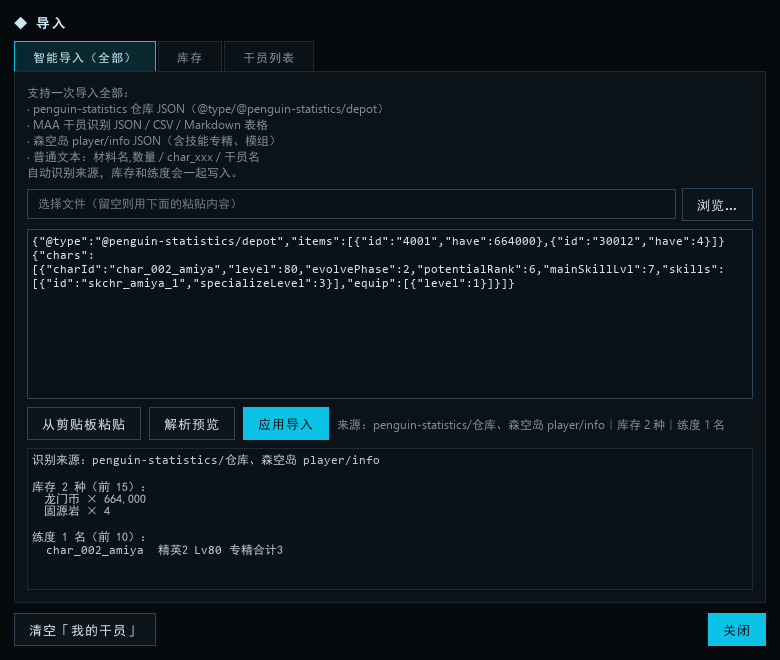 ◆ 导入
智能导入（全部） 库存 干员列表
支持一次导入全部：
· penguin-statistics 仓库 JSON（@type/@penguin-statistics/depot）
· MAA 干员识别 JSON / CSV / Markdown 表格
· 森空岛 player/info JSON（含技能专精、模组）
· 普通文本：材料名,数量 / char_xxx / 干员名
自动识别来源，库存和练度会一起写入。
选择文件（留空则用下面的粘贴内容） 浏览…
{"@type":"@penguin-statistics/depot","items":[{"id":"4001","have":664000},{"id":"30012","have":4}]}
{"chars":
[{"charId":"char_002_amiya","level":80,"evolvePhase":2,"potentialRank":6,"mainSkillLvl":7,"skills":
[{"id":"skchr_amiya_1","specializeLevel":3}],"equip":[{"level":1}]}]}
从剪贴板粘贴 解析预览 应用导入 来源：penguin-statistics/仓库、森空岛 player/info｜库存 2 种｜练度 1 名
识别来源：penguin-statistics/仓库、森空岛 player/info
库存 2 种（前 15）：
龙门币 × 664,000
固源岩 × 4
练度 1 名（前 10）：
char_002_amiya 精英2 Lv80 专精合计3
清空「我的干员」 关闭